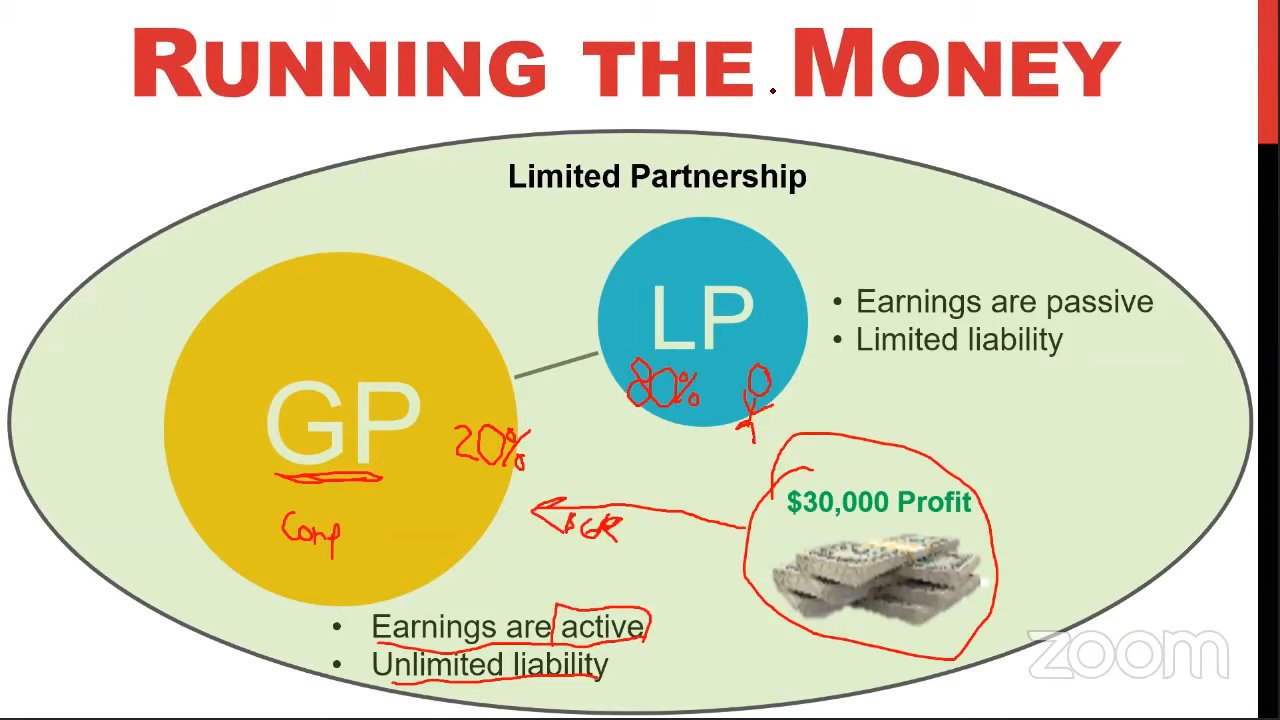 RUNNING THE MONEY
Limited Partnership
LP
• Earnings are passive
• Limited liability
80%
GP
20%
$30,000 Profit
$6K
Corp
• Earnings are active
• Unlimited liability
zoom